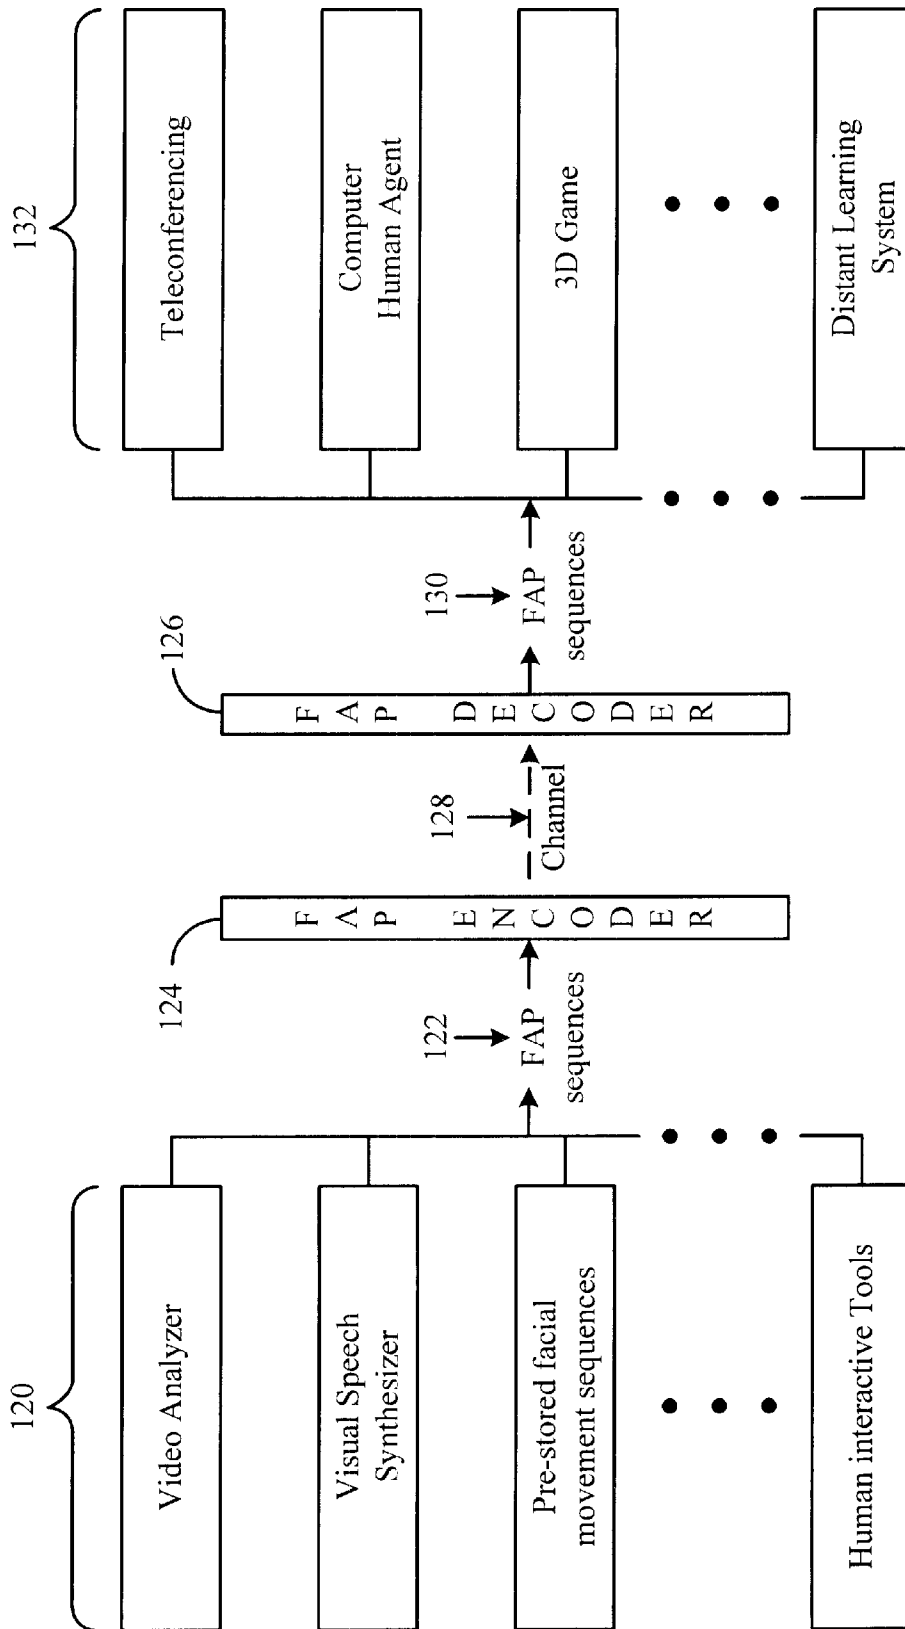 120
Video Analyzer
Visual Speech
Synthesizer
Pre-stored facial
movement sequences
Human interactive Tools
122
FAP
sequences
124
FAP ENCODER
128
Channel
126
FAP DECODER
130
FAP
sequences
132
Teleconferencing
Computer
Human Agent
3D Game
Distant Learning
System